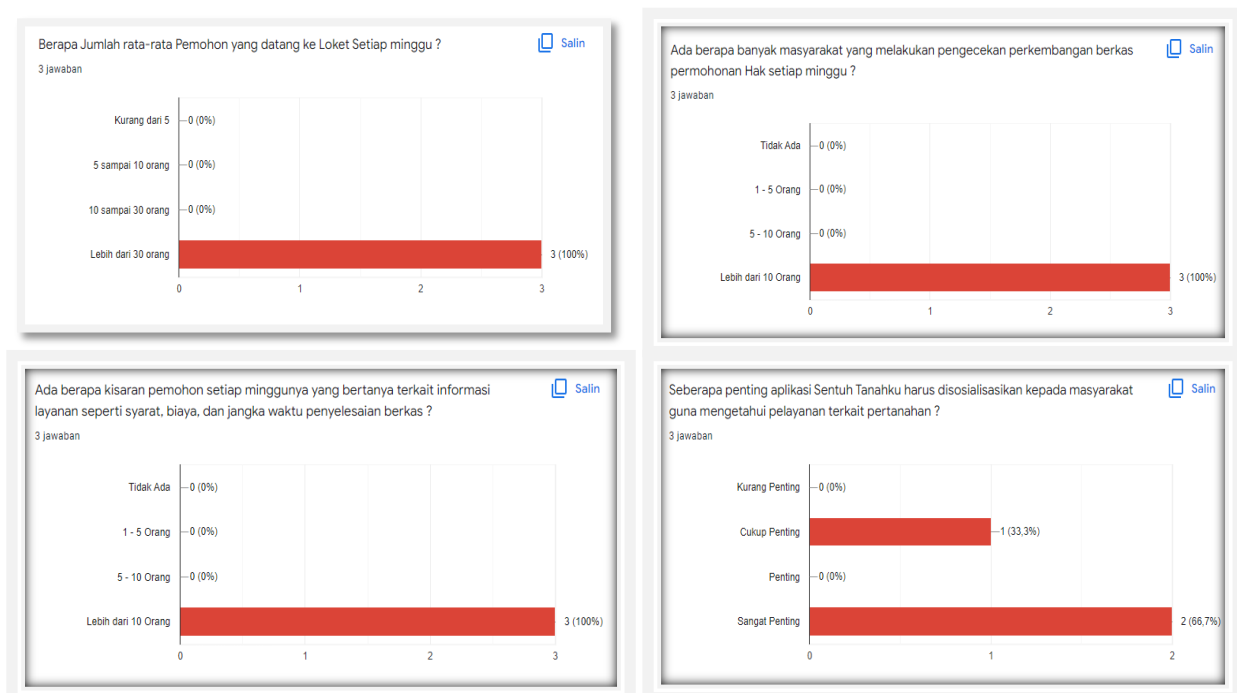 Berapa Jumlah rata-rata Pemohon yang datang ke Loket Setiap minggu ?
Salin
3 jawaban
Kurang dari 5
0 (0%)
5 sampai 10 orang
0 (0%)
10 sampai 30 orang
0 (0%)
Lebih dari 30 orang
3 (100%)
0 1 2 3
Ada berapa banyak masyarakat yang melakukan pengecekan perkembangan berkas
permohonan Hak setiap minggu ?
Salin
3 jawaban
Tidak Ada
0 (0%)
1 - 5 Orang
0 (0%)
5 - 10 Orang
0 (0%)
Lebih dari 10 Orang
3 (100%)
0 1 2 3
Ada berapa kisaran pemohon setiap minggunya yang bertanya terkait informasi
layanan seperti syarat, biaya, dan jangka waktu penyelesaian berkas ?
Salin
3 jawaban
Tidak Ada
0 (0%)
1 - 5 Orang
0 (0%)
5 - 10 Orang
0 (0%)
Lebih dari 10 Orang
3 (100%)
0 1 2 3
Seberapa penting aplikasi Sentuh Tanahku harus disosialisasikan kepada masyarakat
guna mengetahui pelayanan terkait pertanahan ?
Salin
3 jawaban
Kurang Penting
0 (0%)
Cukup Penting
1 (33,3%)
Penting
0 (0%)
Sangat Penting
2 (66,7%)
0 1 2